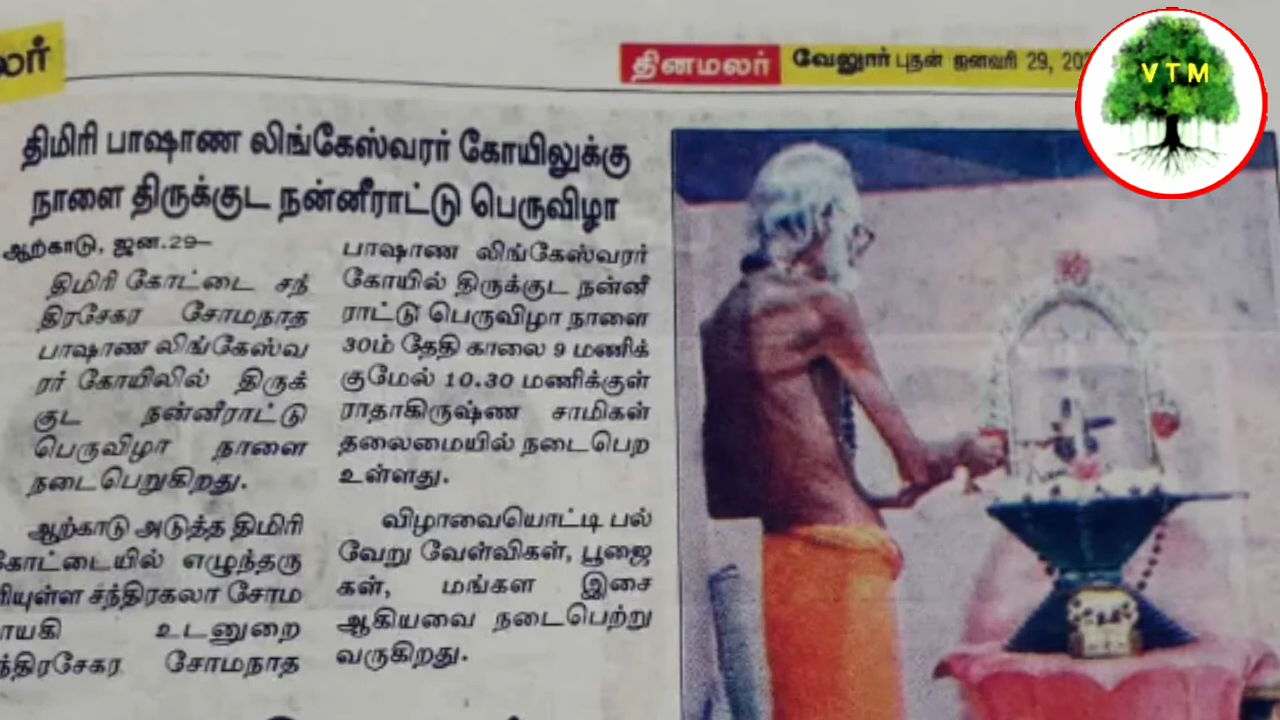 லர்
தினமலர் வேலூர் புதன் ஜனவரி 29,
VTM
திமிரி பாஷாண லிங்கேஸ்வரர் கோயிலுக்கு
நாளை திருக்குட நன்னீராட்டு பெருவிழா
ஆற்காடு, ஜன.29–
திமிரி கோட்டை சந்
திரசேகர சோமநாத
பாஷாண லிங்கேஸ்வ
ரர் கோயிலில் திருக்
குட நன்னீராட்டு
பெருவிழா நாளை
நடைபெறுகிறது.
ஆற்காடு அடுத்த திமிரி
கோட்டையில் எழுந்தரு
ளியுள்ள சந்திரகலா சோம
நாயகி உடனுறை
சந்திரசேகர சோமநாத
பாஷாண லிங்கேஸ்வரர்
கோயில் திருக்குட நன்னீ
ராட்டு பெருவிழா நாளை
30ம் தேதி காலை 9 மணிக்
குமேல் 10.30 மணிக்குள்
ராதாகிருஷ்ண சாமிகள்
தலைமையில் நடைபெற
உள்ளது.
விழாவையொட்டி பல்
வேறு வேள்விகள், பூஜை
கள், மங்கள இசை
ஆகியவை நடைபெற்று
வருகிறது.